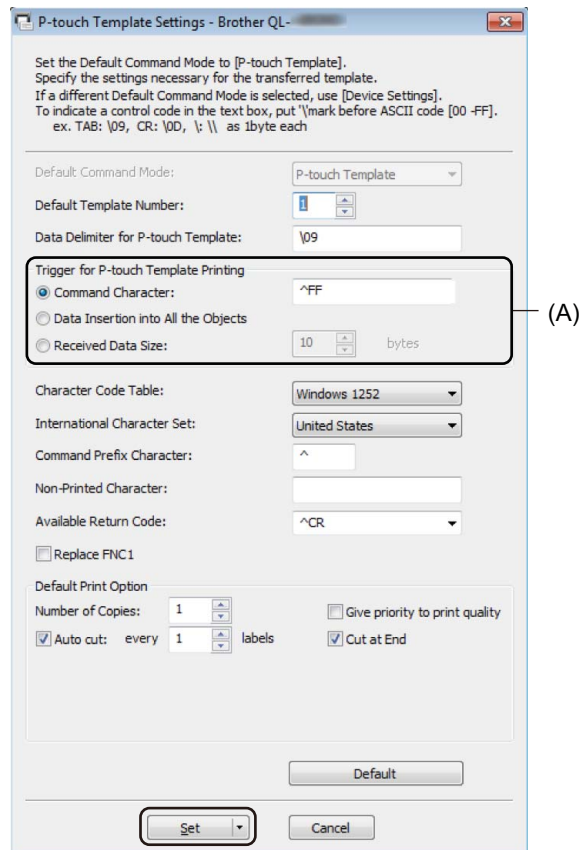 P-touch Template Settings - Brother QL-
Set the Default Command Mode to [P-touch
Template].
Specify the settings necessary for the transferred template.
If a different Default Command Mode is selected, use [Device Settings].
To indicate a control code in the text box, put '\'mark before ASCII code [00 -FF].
ex. TAB: \09, CR: \0D, \: \\ as 1byte
each
Default Command Mode: P-touch Template
Default Template Number: 1
Data Delimiter for P-touch Template: \09
Trigger for P-touch Template Printing
Command Character: ^FF
(A)
Data Insertion into All the Objects
Received Data Size: 10 bytes
Character Code Table: Windows 1252
International Character Set: United States
Command Prefix Character: ^
Non-Printed Character:
Available Return Code: ^CR
Replace FNC1
Default Print Option
Number of Copies: 1 Give priority to print quality
Auto cut: every 1 labels Cut at End
Default
Set Cancel